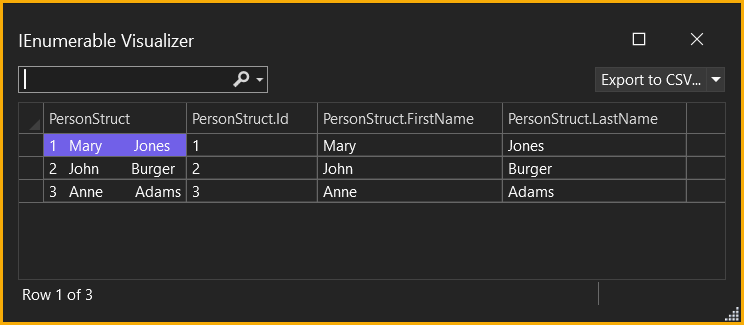 IEnumerable Visualizer
Export to CSV...
PersonStruct PersonStruct.Id PersonStruct.FirstName PersonStruct.LastName
1 Mary Jones 1 Mary Jones
2 John Burger 2 John Burger
3 Anne Adams 3 Anne Adams
Row 1 of 3